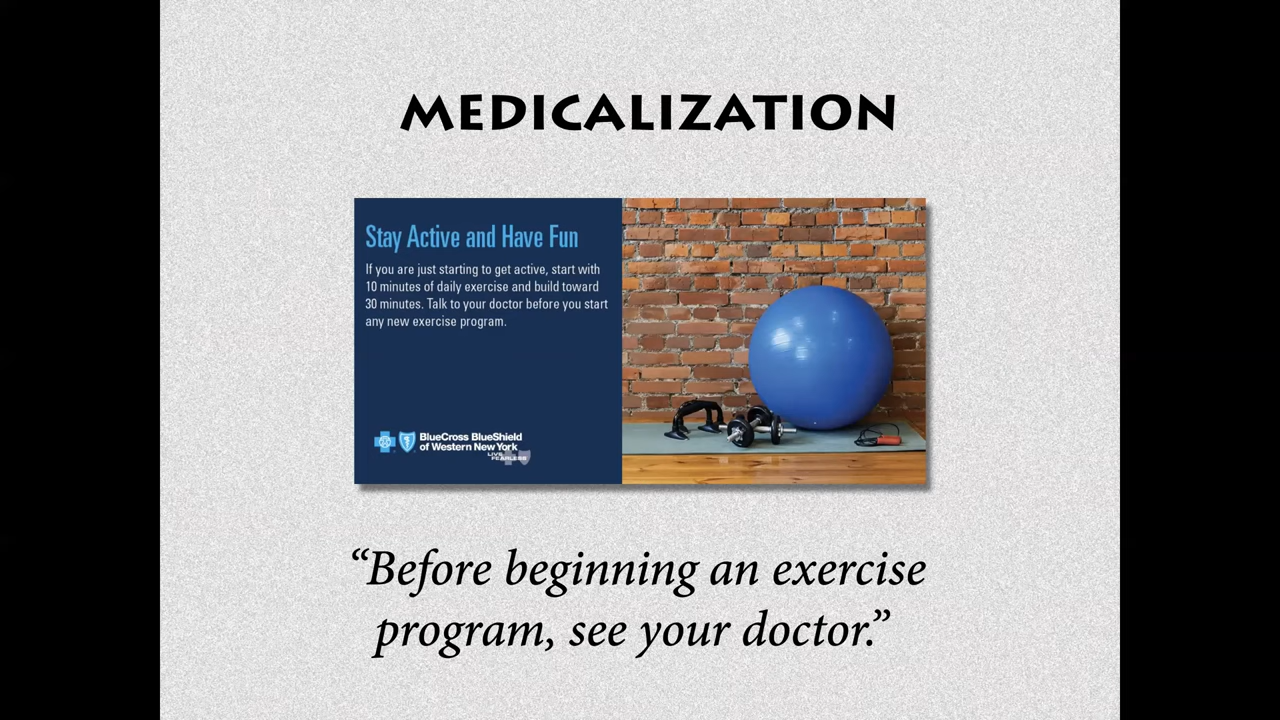 MEDICALIZATION
Stay Active and Have Fun
If you are just starting to get active, start with
10 minutes of daily exercise and build toward
30 minutes. Talk to your doctor before you start
any new exercise program.
BlueCross BlueShield
of Western New York
LIVE
FEARLESS
“Before beginning an exercise
program, see your doctor.”